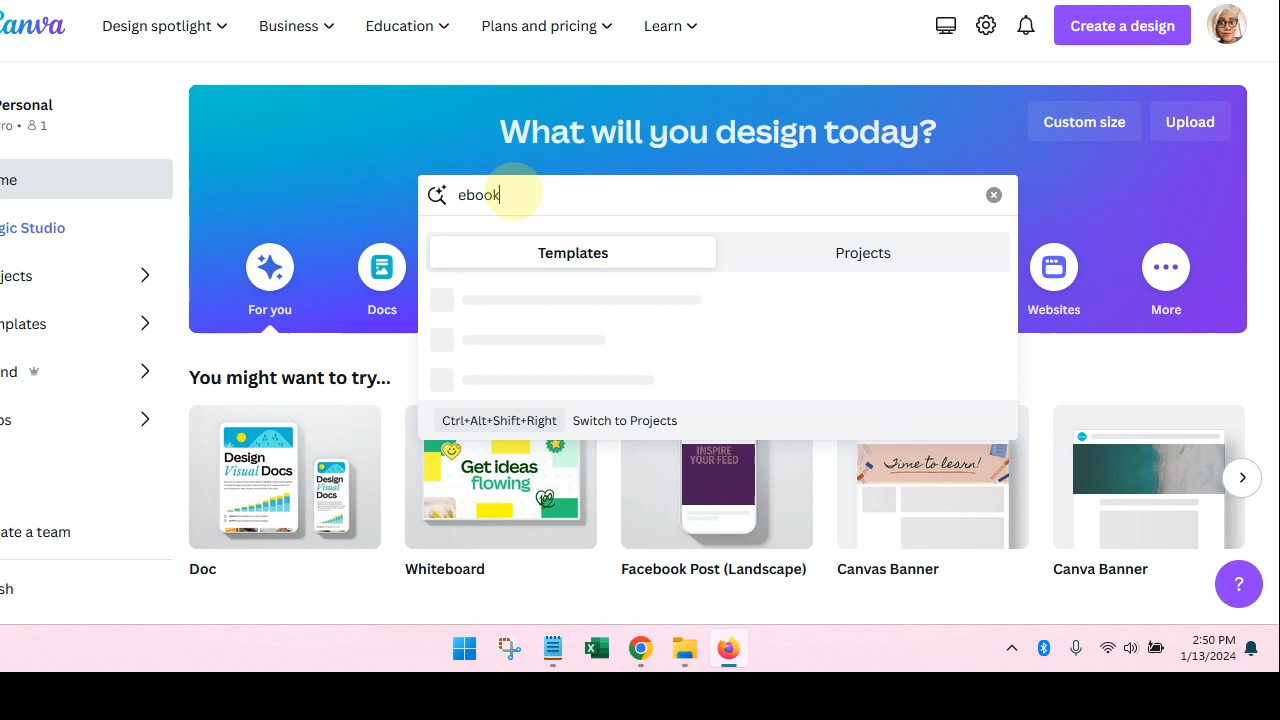 Canva
Design spotlight
Business
Education
Plans and pricing
Learn
Create a design
Personal
ro • 1
me
gic Studio
jects
mplates
nd
ps
ate a team
sh
What will you design today?
Custom size
Upload
ebook
Templates
Projects
Ctrl+Alt+Shift+Right Switch to Projects
For you
Docs
Websites
More
You might want to try...
Design
Visual Docs
Design
Visual
Docs
Get ideas
flowing
INSPIRE
YOUR FEED
Time to learn!
Doc
Whiteboard
Facebook Post (Landscape)
Canvas Banner
Canva Banner
?
2:50 PM
1/13/2024